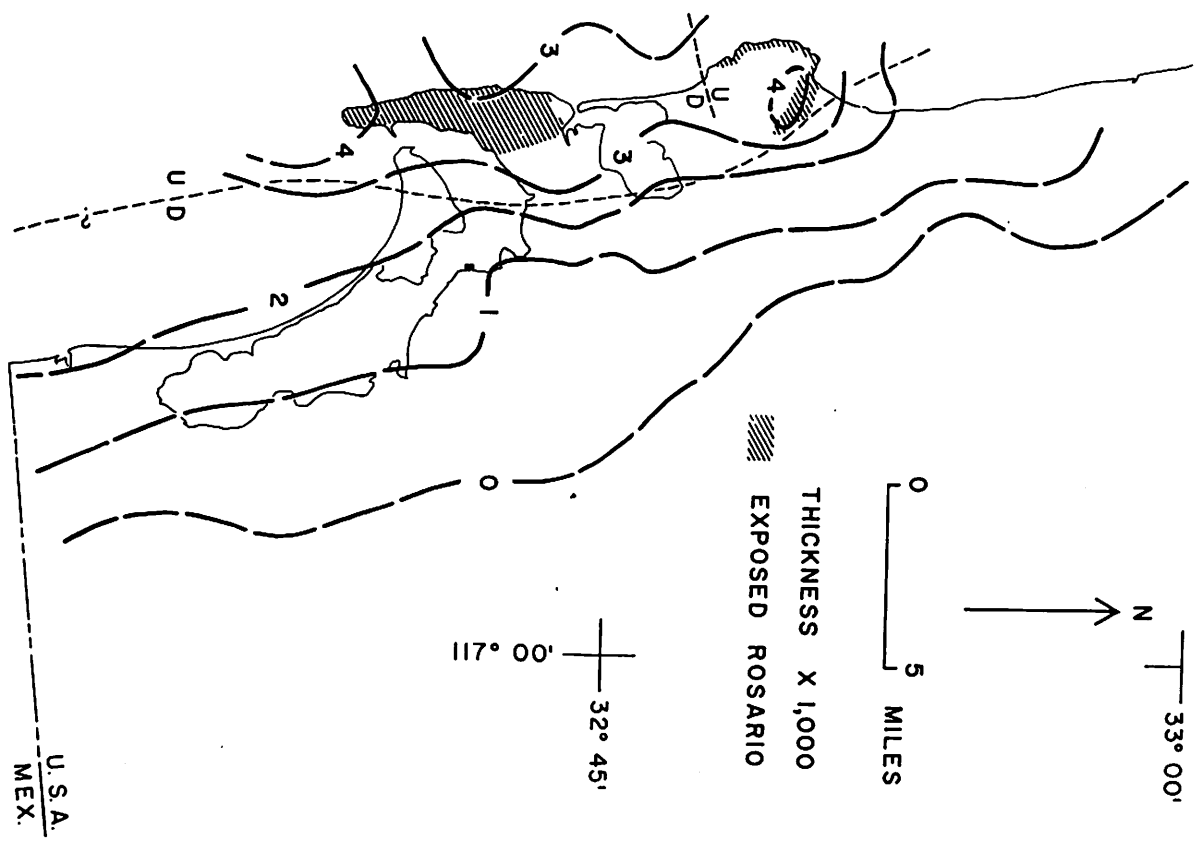 33° 00'
N
0 5 MILES
THICKNESS X 1,000
EXPOSED ROSARIO
4
U
D
3
3
32° 45'
117° 00'
4
1
0
U
D
2
?
U.S.A.
MEX.